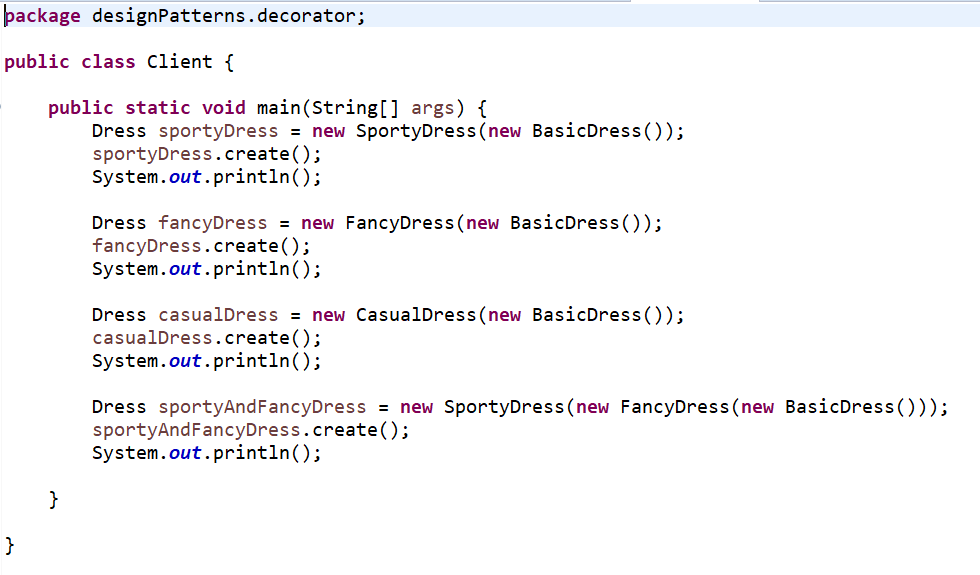 package designPatterns.decorator;
public class Client {
public static void main(String[] args) {
Dress sportyDress = new SportyDress(new BasicDress());
sportyDress.create();
System.out.println();
Dress fancyDress = new FancyDress(new BasicDress());
fancyDress.create();
System.out.println();
Dress casualDress = new CasualDress(new BasicDress());
casualDress.create();
System.out.println();
Dress sportyAndFancyDress = new SportyDress(new FancyDress(new BasicDress()));
sportyAndFancyDress.create();
System.out.println();
}
}